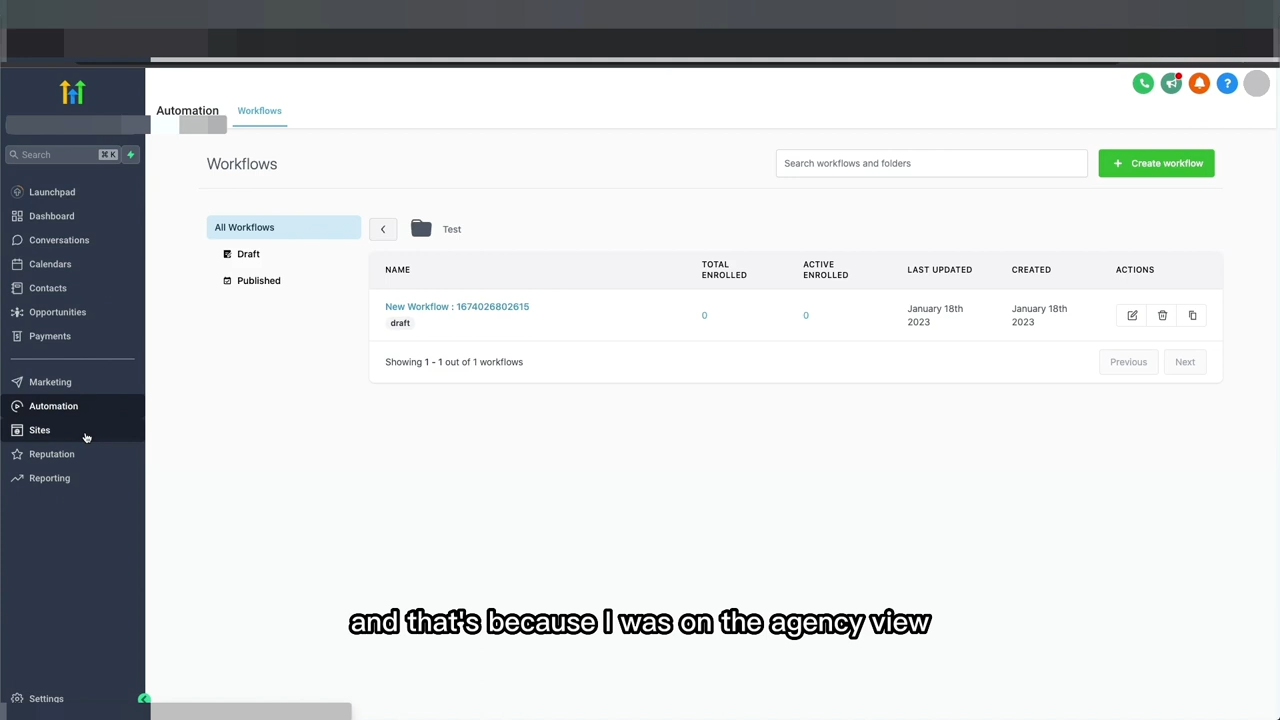 Automation
Workflows
Search
⌘ K
Launchpad
Dashboard
Conversations
Calendars
Contacts
Opportunities
Payments
Marketing
Automation
Sites
Reputation
Reporting
Settings
Workflows
Search workflows and folders
+ Create workflow
All Workflows
Draft
Published
Test
NAME
TOTAL
ENROLLED
ACTIVE
ENROLLED
LAST UPDATED
CREATED
ACTIONS
New Workflow : 1674026802615
draft
0
0
January 18th
2023
January 18th
2023
Showing 1 - 1 out of 1 workflows
Previous
Next
and that's because I was on the agency view